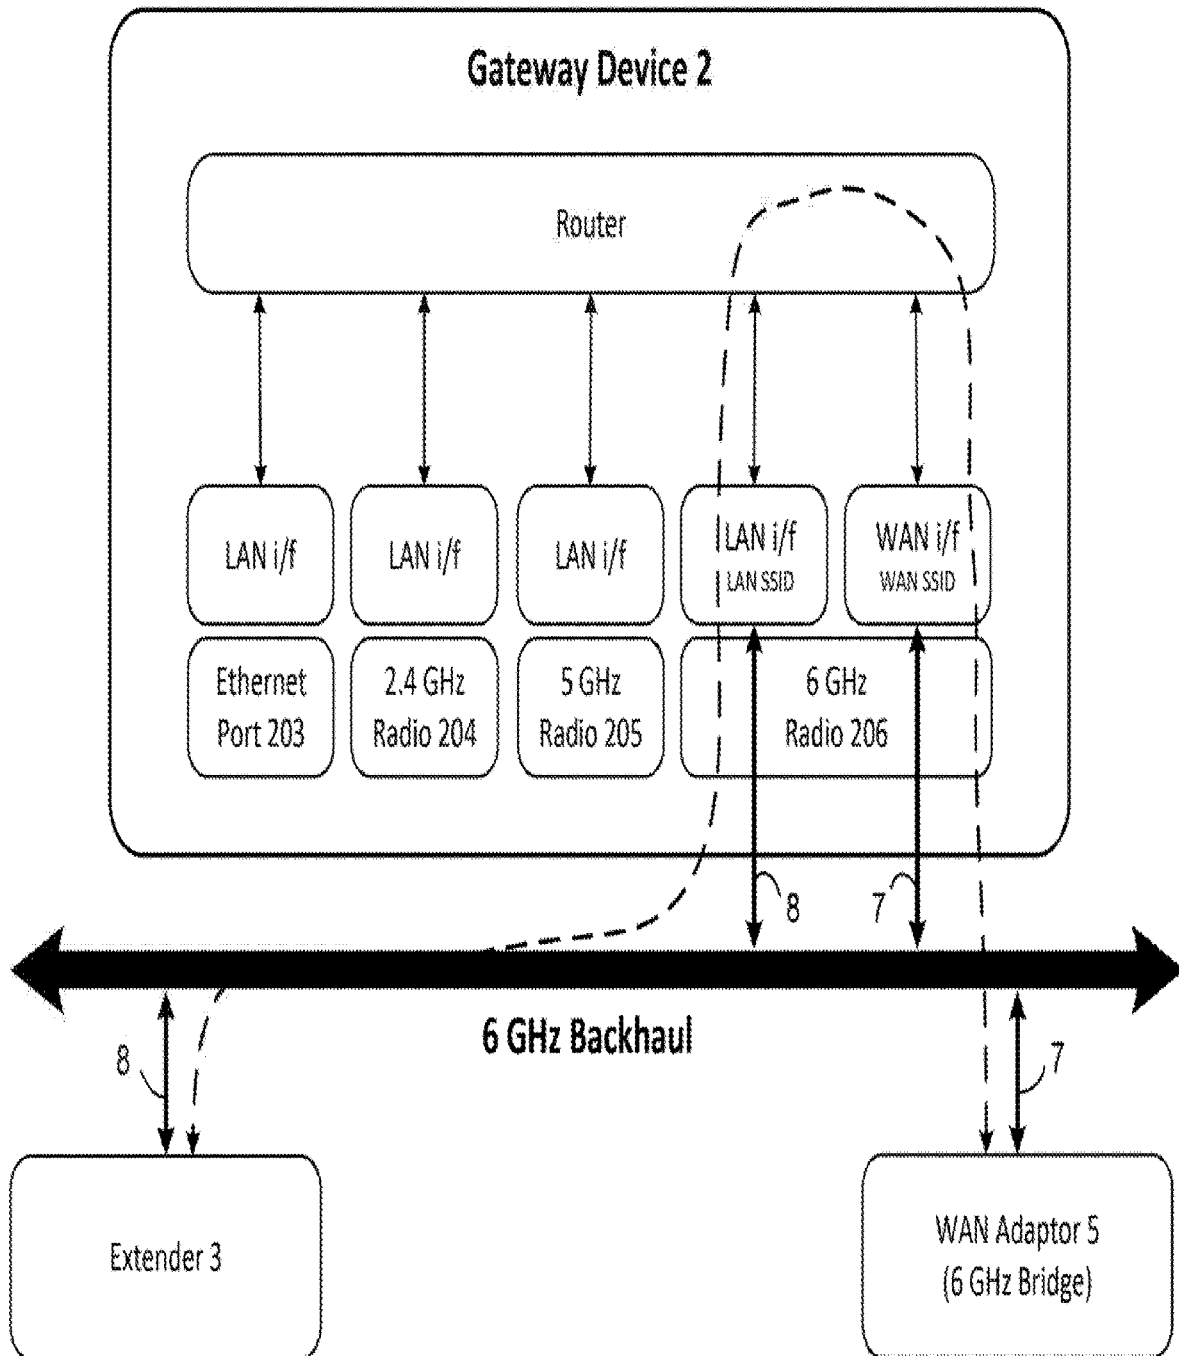 Gateway Device 2
Router
LAN i/f
LAN i/f
LAN i/f
LAN i/f
LAN SSID
WAN i/f
WAN SSID
Ethernet
Port 203
2.4 GHz
Radio 204
5 GHz
Radio 205
6 GHz
Radio 206
8
7
6 GHz Backhaul
8
7
Extender 3
WAN Adaptor 5
(6 GHz Bridge)